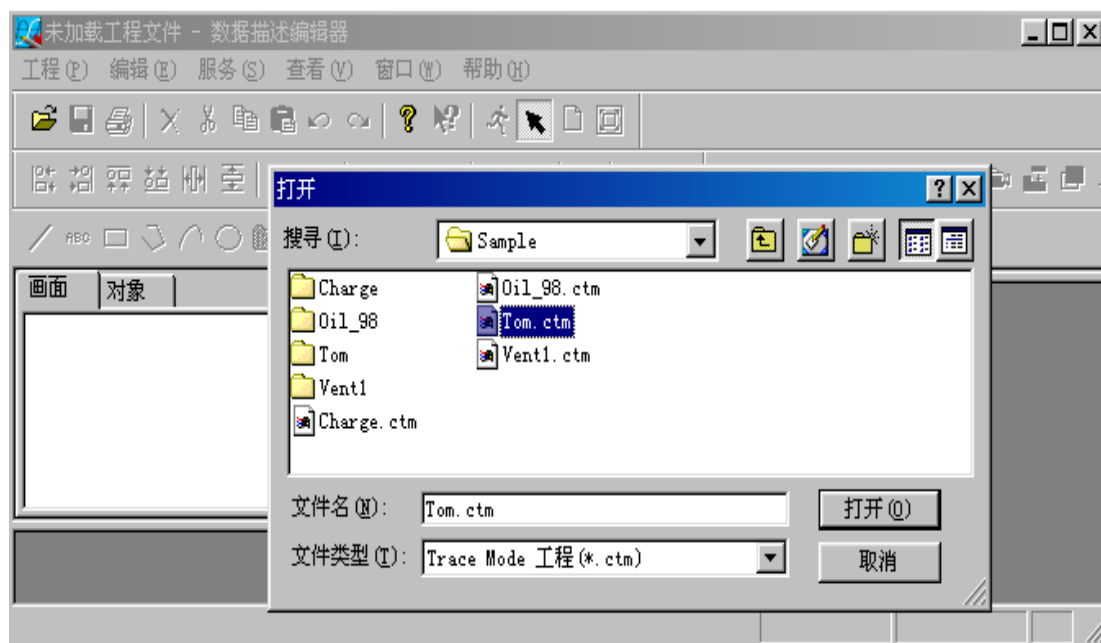 未加载工程文件 - 数据描述编辑器
工程(P) 编辑(E) 服务(S) 查看(V) 窗口(W) 帮助(H)
打开
ABC
搜寻(I): Sample
画面 对象
Charge Oil_98.ctm
Oil_98 Tom.ctm
Tom Vent1.ctm
Vent1
Charge.ctm
文件名(N): Tom.ctm 打开(O)
文件类型(T): Trace Mode 工程(*.ctm) 取消